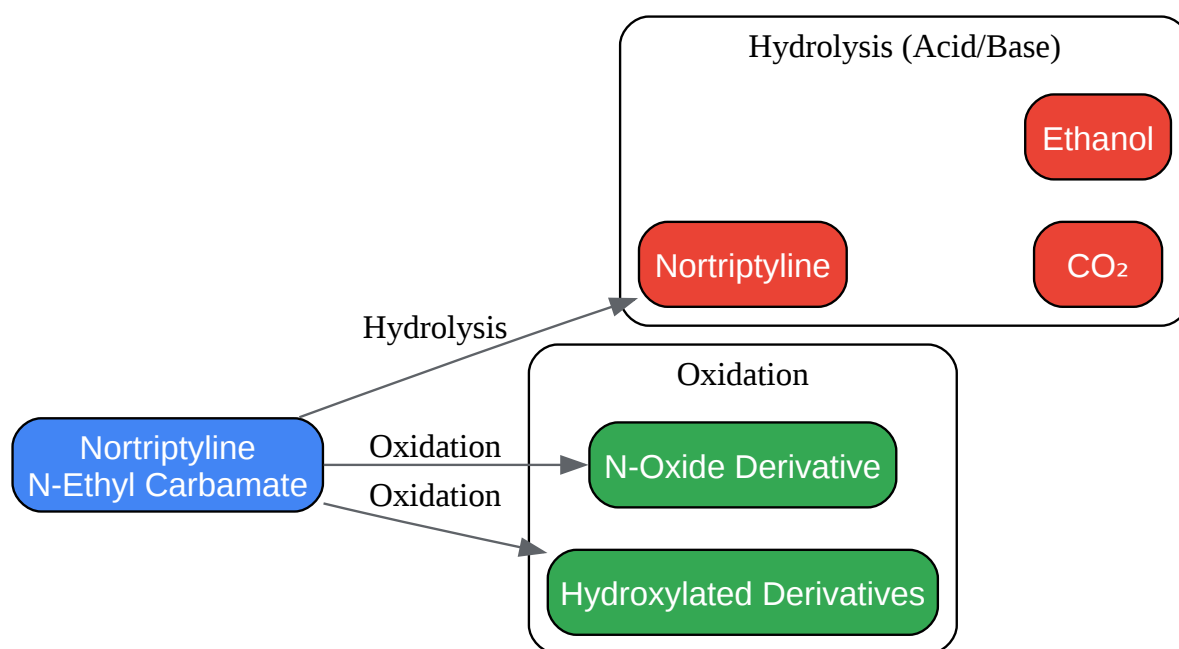 Hydrolysis (Acid/Base)
Ethanol
Nortriptyline
CO₂
Hydrolysis
Oxidation
Nortriptyline
N-Ethyl Carbamate
Oxidation
N-Oxide Derivative
Oxidation
Hydroxylated Derivatives